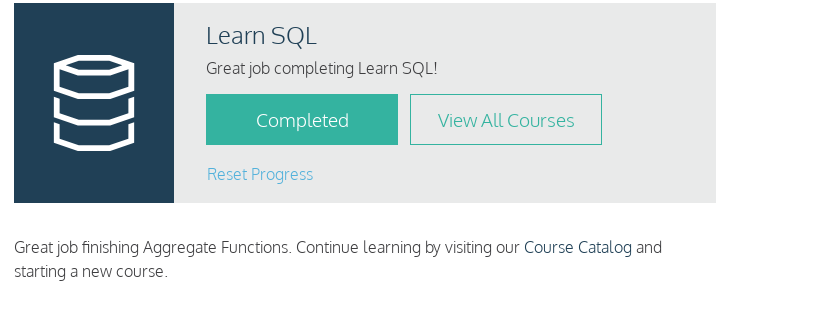 Learn SQL
Great job completing Learn SQL!
Completed
View All Courses
Reset Progress
Great job finishing Aggregate Functions. Continue learning by visiting our Course Catalog and
starting a new course.